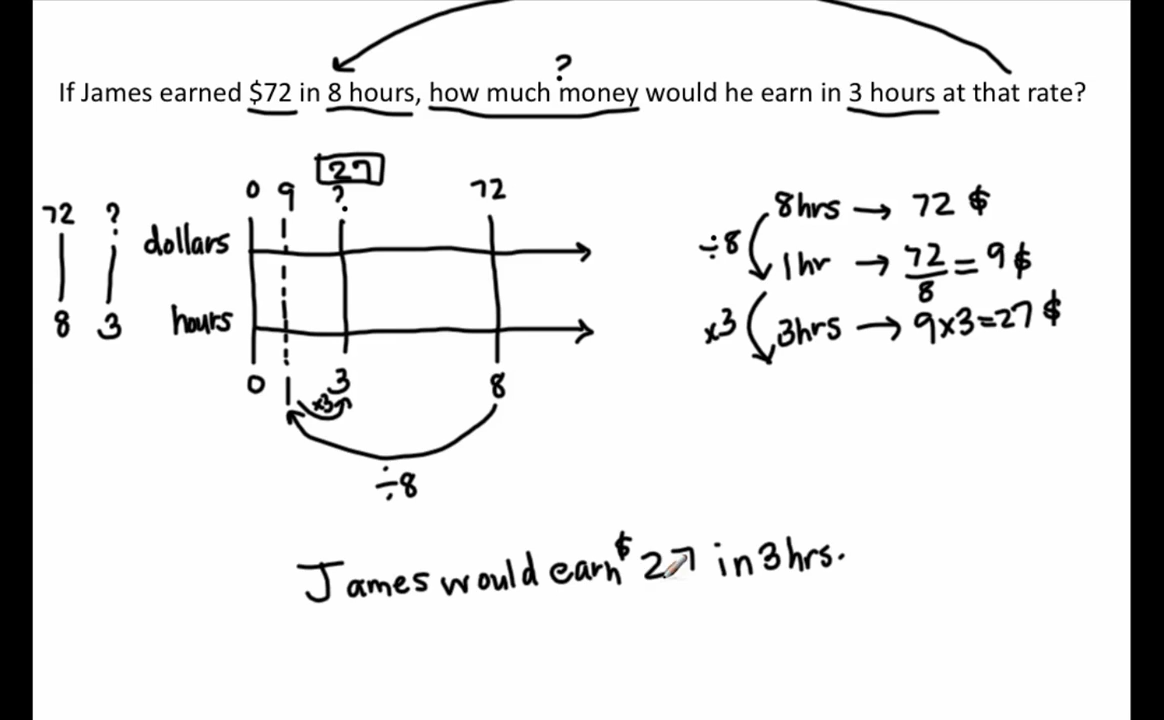 ?
If James earned $72 in 8 hours, how much money would he earn in 3 hours at that rate?
27
0 9 ? 72
72 ?
dollars
8 3 hours
0 1 3 8
x3
÷8
8hrs → 72 $
÷8
1hr → 72/8 = 9 $
x3
3hrs → 9x3=27 $
James would earn $ 27 in 3 hrs.